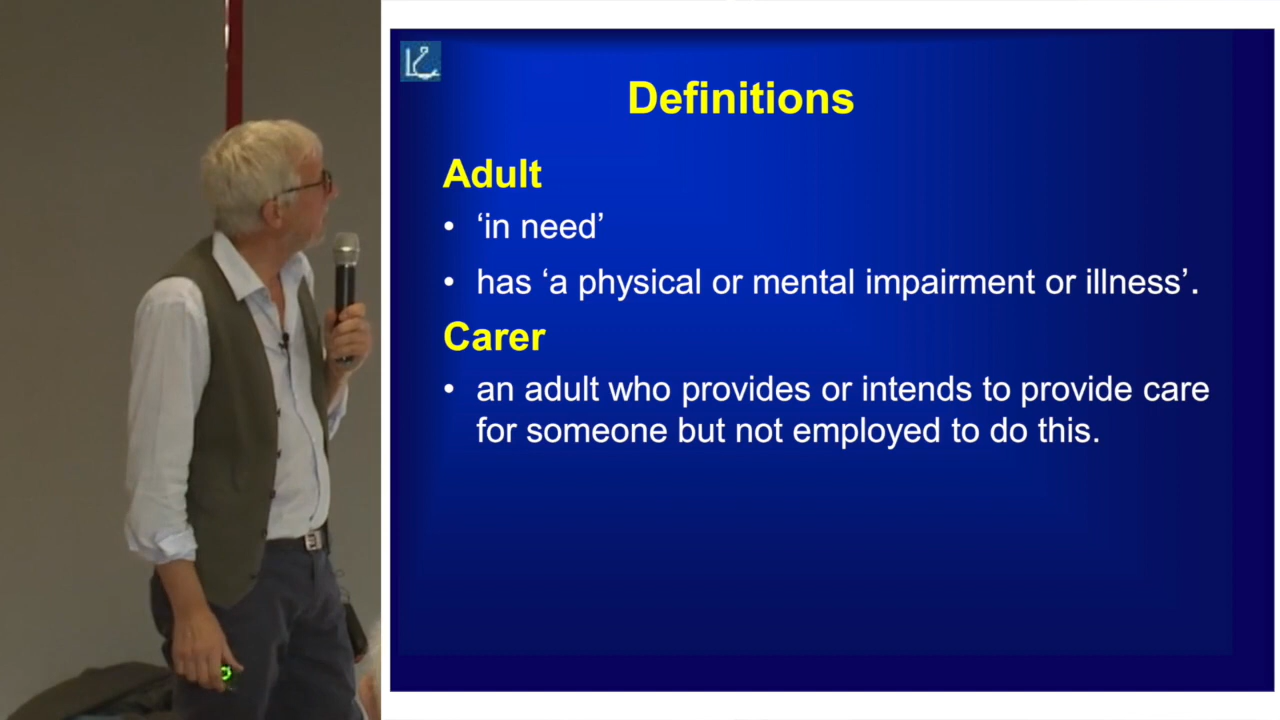 Definitions
Adult
• ‘in need’
• has ‘a physical or mental impairment or illness’.
Carer
• an adult who provides or intends to provide care
for someone but not employed to do this.